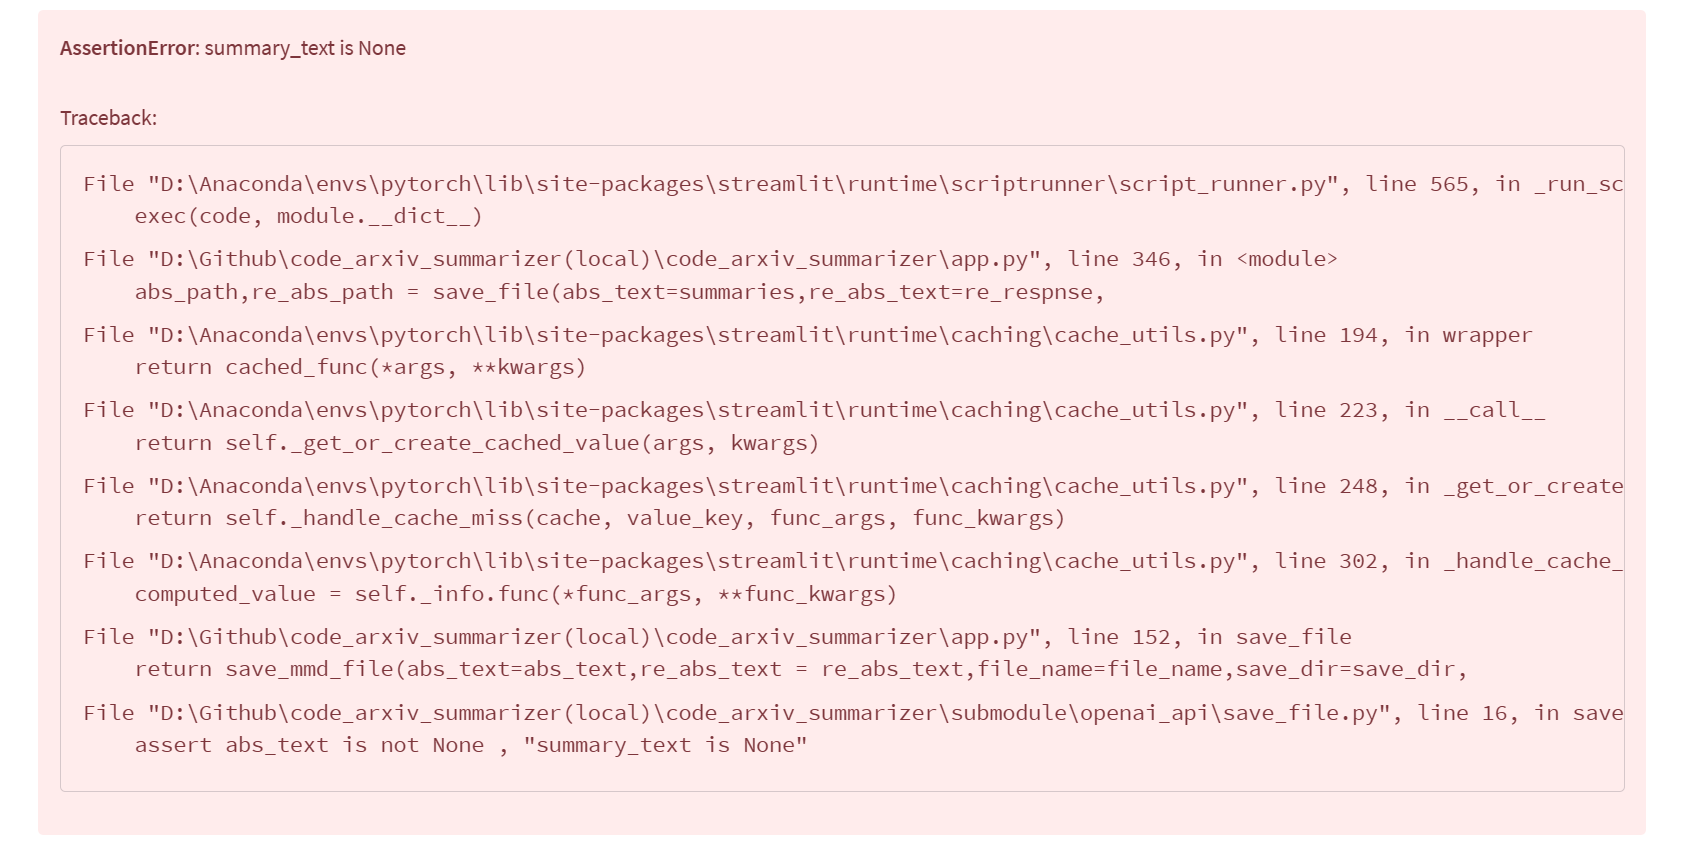 AssertionError: summary_text is None
Traceback:
File "D:\Anaconda\envs\pytorch\lib\site-packages\streamlit\runtime\scriptrunner\script_runner.py", line 565, in _run_sc
exec(code, module.__dict__)
File "D:\Github\code_arxiv_summarizer(local)\code_arxiv_summarizer\app.py", line 346, in <module>
abs_path,re_abs_path = save_file(abs_text=summaries,re_abs_text=re_respnse,
File "D:\Anaconda\envs\pytorch\lib\site-packages\streamlit\runtime\caching\cache_utils.py", line 194, in wrapper
return cached_func(*args, **kwargs)
File "D:\Anaconda\envs\pytorch\lib\site-packages\streamlit\runtime\caching\cache_utils.py", line 223, in __call__
return self._get_or_create_cached_value(args, kwargs)
File "D:\Anaconda\envs\pytorch\lib\site-packages\streamlit\runtime\caching\cache_utils.py", line 248, in _get_or_create
return self._handle_cache_miss(cache, value_key, func_args, func_kwargs)
File "D:\Anaconda\envs\pytorch\lib\site-packages\streamlit\runtime\caching\cache_utils.py", line 302, in _handle_cache_
computed_value = self._info.func(*func_args, **func_kwargs)
File "D:\Github\code_arxiv_summarizer(local)\code_arxiv_summarizer\app.py", line 152, in save_file
return save_mmd_file(abs_text=abs_text,re_abs_text = re_abs_text,file_name=file_name,save_dir=save_dir,
File "D:\Github\code_arxiv_summarizer(local)\code_arxiv_summarizer\submodule\openai_api\save_file.py", line 16, in save
assert abs_text is not None , "summary_text is None"